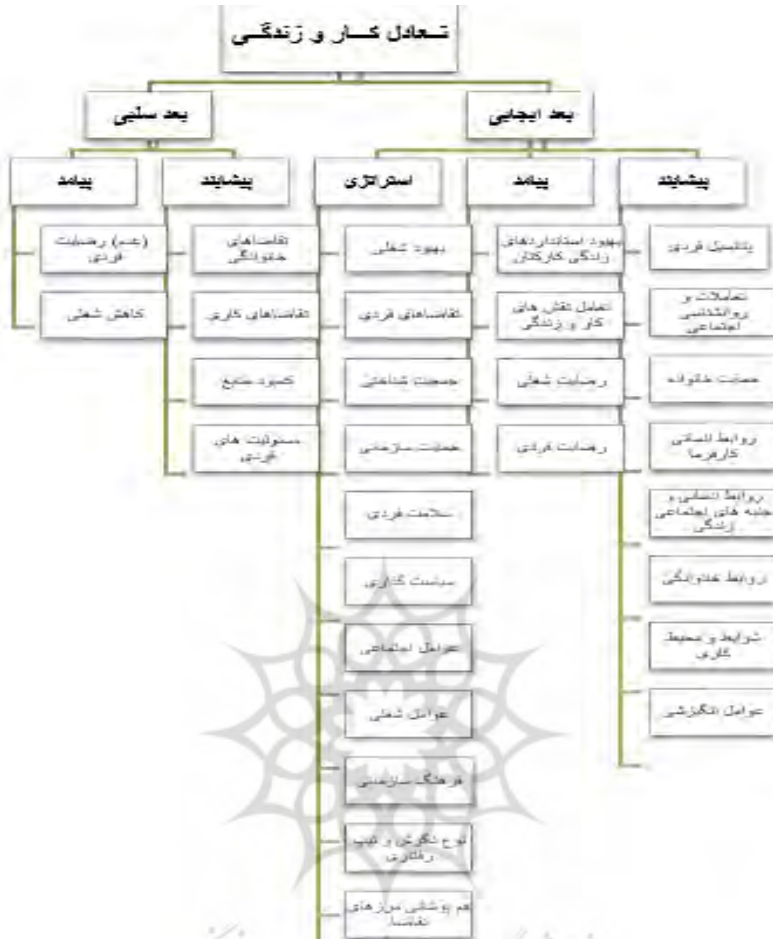 تعادل کار و زندگی
بعد ایجابی
بعد سلبی
پیشایند
پیامد
استراتژی
پیشایند
پیامد
پتانسیل فردی
تعاملات و
روانشناسی
اجتماعی
حمایت خانواده
روابط انسانی
کارفرما
روابط انسانی و
جنبه های اجتماعی
زندگی
روابط خانوادگی
شرایط و محیط
کاری
عوامل انگیزشی
بهبود استانداردهای
زندگی کارکنان
تعامل نقش های
کار و زندگی
رضایت شغلی
رضایت فردی
بهبود شغلی
تقاضاهای فردی
جمعیت شناختی
حمایت سازمانی
سلامت فردی
سیاست گذاری
عوامل اجتماعی
عوامل شغلی
فرهنگ سازمانی
نوع نگرش و تیپ
رفتاری
هم پوشانی مرزهای
تقاضا
تقاضاهای
خانوادگی
تقاضاهای کاری
کمبود منابع
مسئولیت های
فردی
(عدم) رضایت
فردی
کاهش شغلی